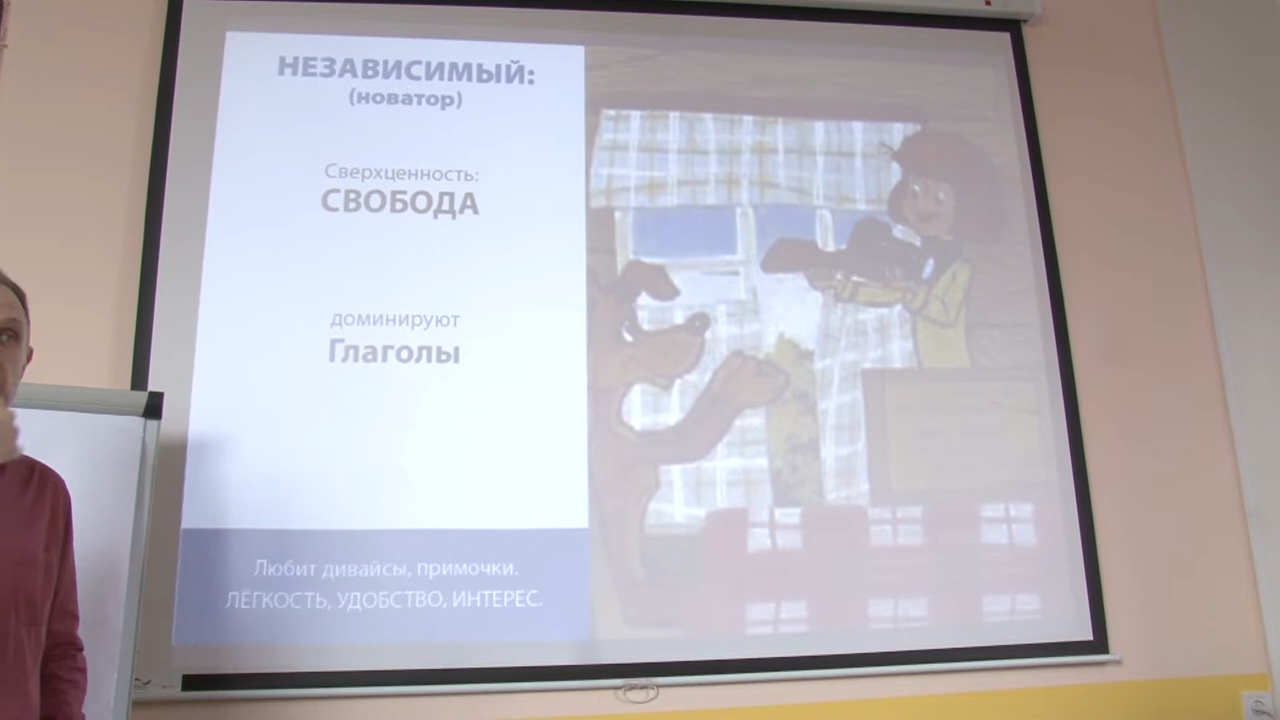 НЕЗАВИСИМЫЙ:
(новатор)
Сверхценность:
СВОБОДА
доминируют
Глаголы
Любит дивайсы, примочки.
ЛЁГКОСТЬ, УДОБСТВО, ИНТЕРЕС.